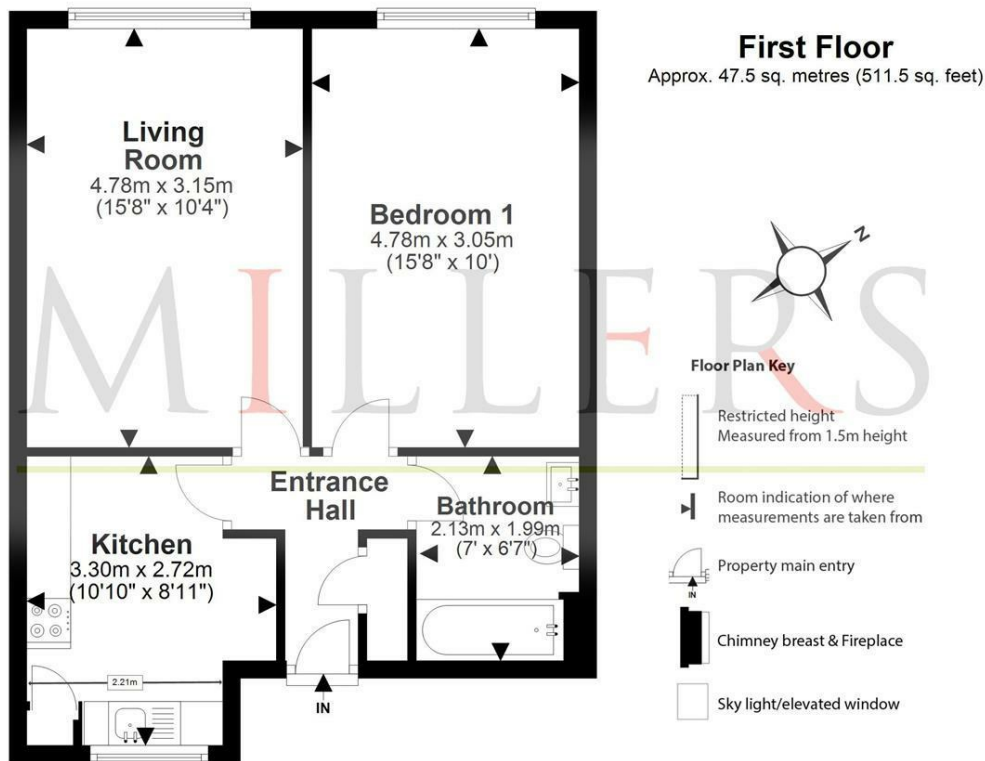 First Floor
Approx. 47.5 sq. metres (511.5 sq. feet)
Living
Room
4.78m x 3.15m
(15'8" x 10'4")
Bedroom 1
4.78m x 3.05m
(15'8" x 10')
N
MILLERS
Floor Plan Key
Restricted height
Measured from 1.5m height
Entrance
Hall
Bathroom
2.13m x 1.99m
(7' x 6'7")
Room indication of where
measurements are taken from
Kitchen
3.30m x 2.72m
(10'10" x 8'11")
Property main entry
IN
Chimney breast & Fireplace
2.21m
IN
Sky light/elevated window